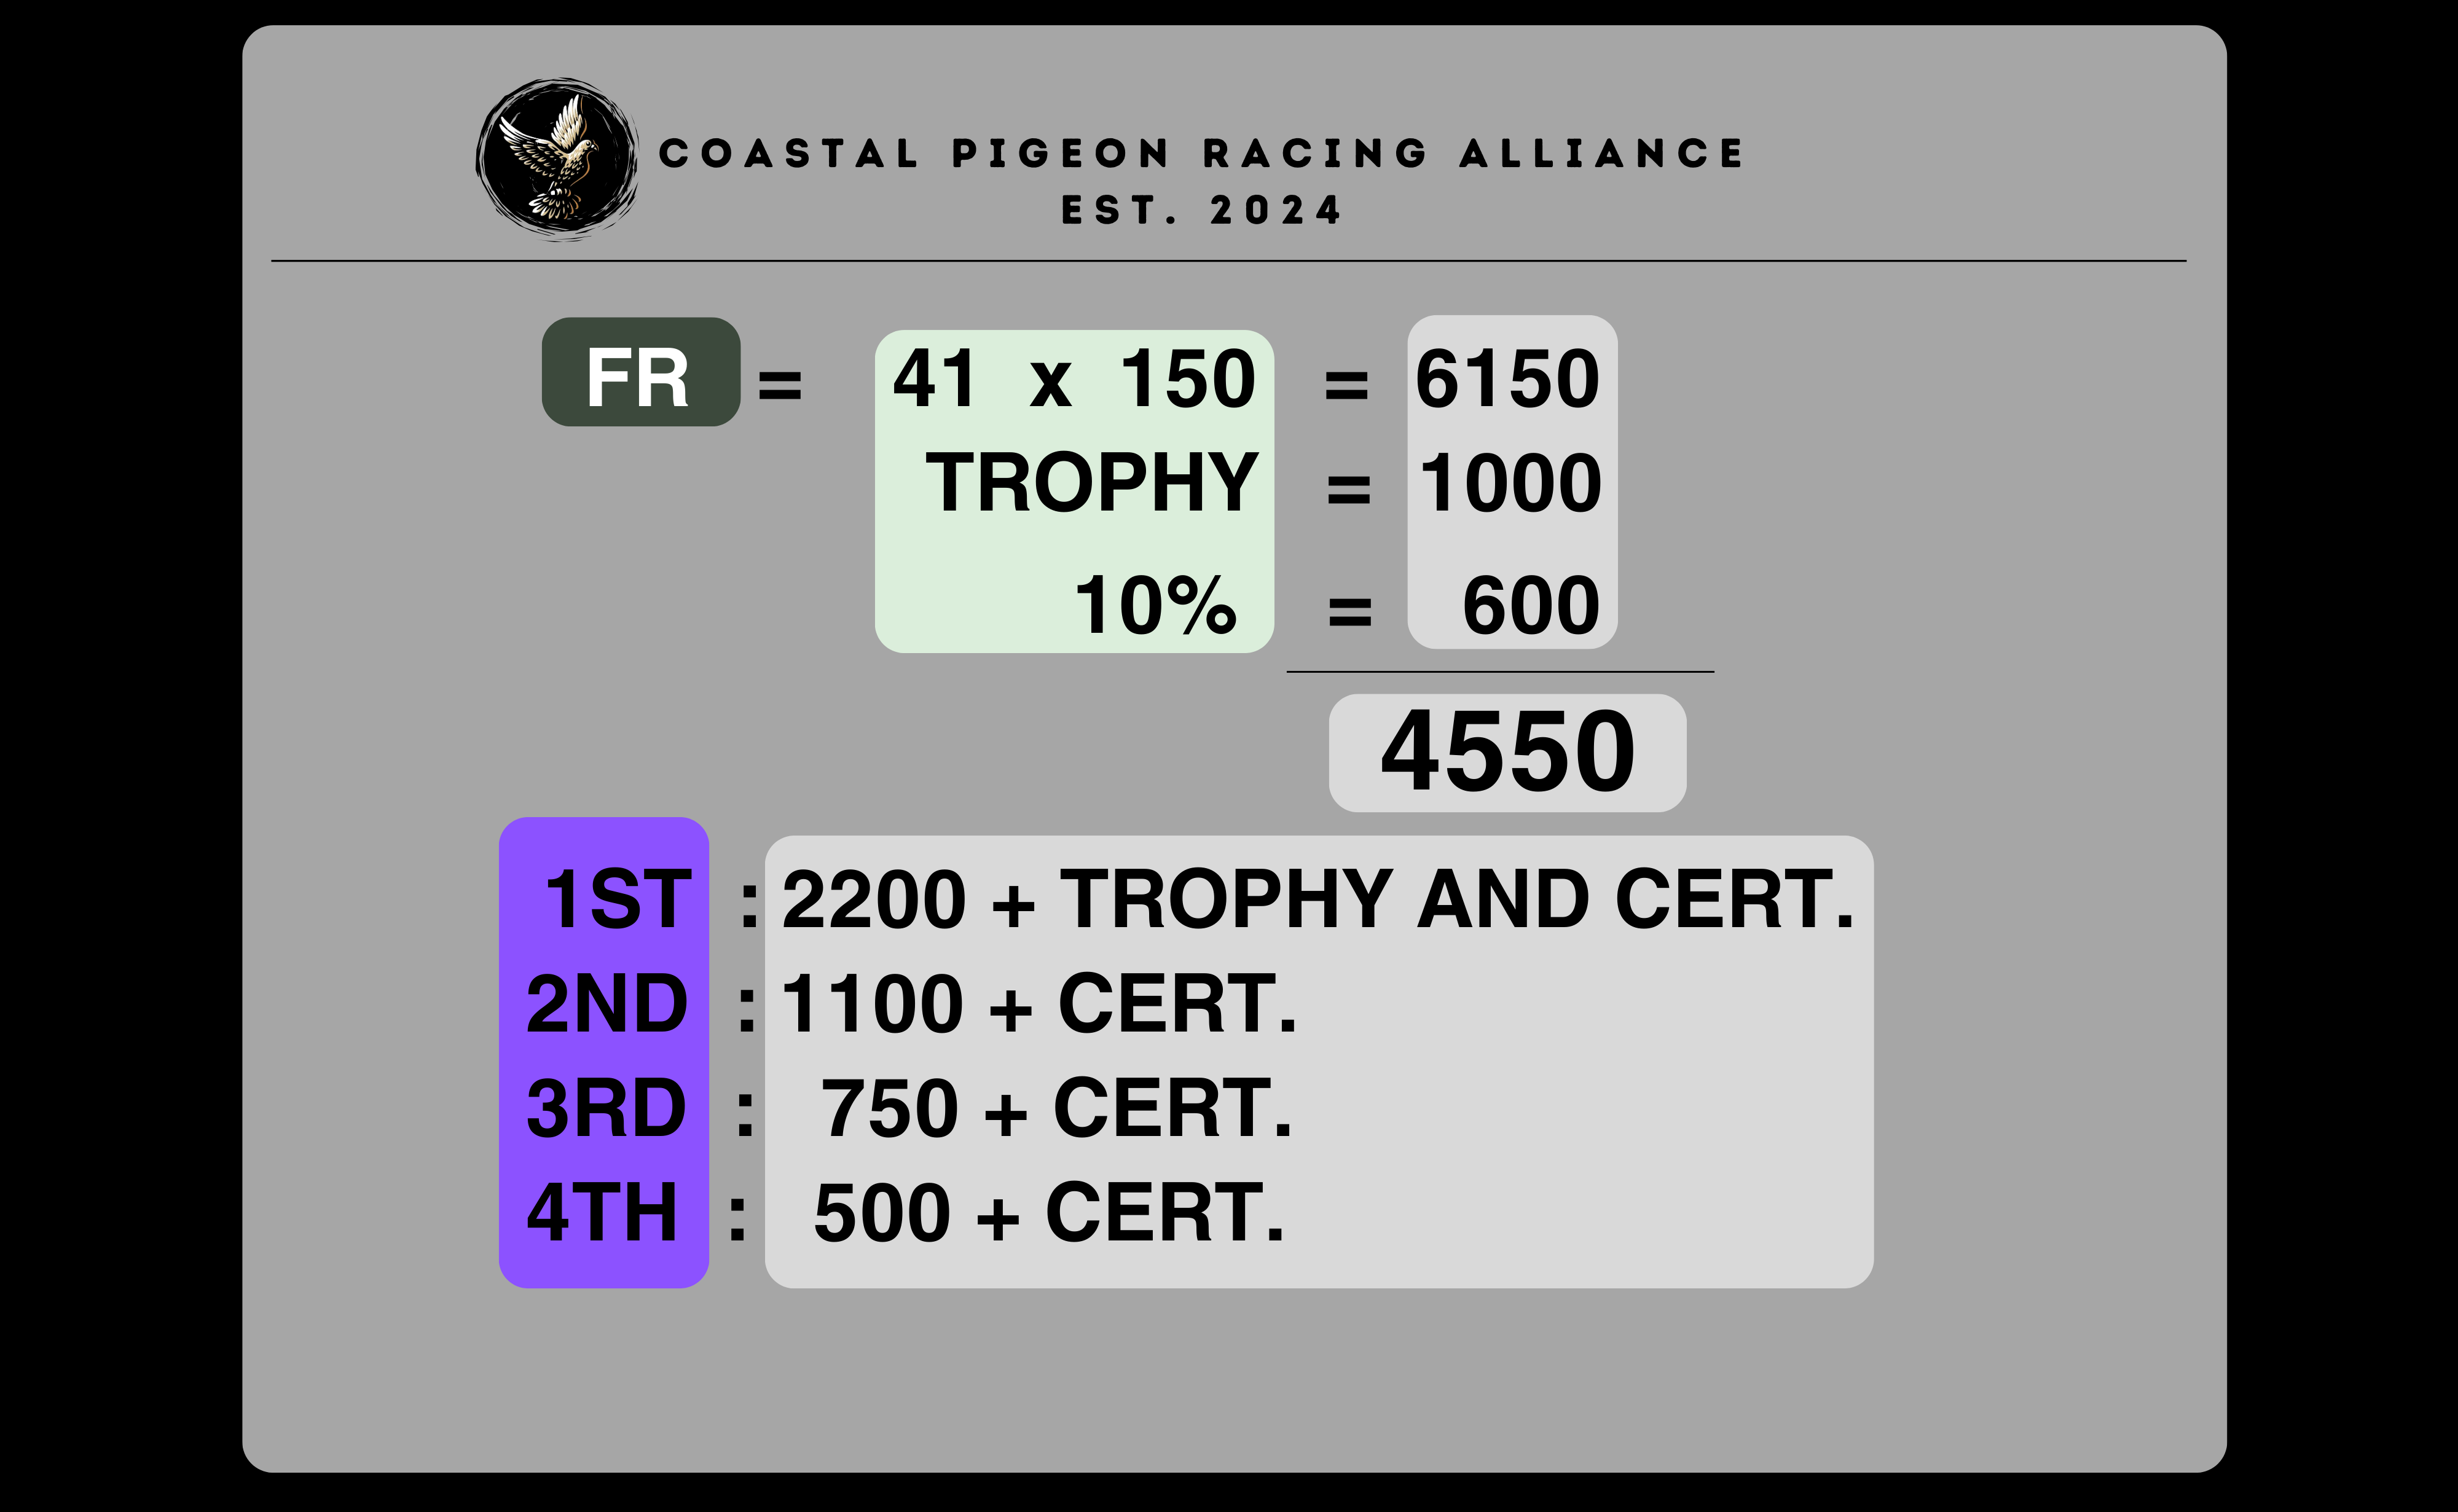 COASTAL PIGEON RACING ALLIANCE
EST. 2024
FR = 41 x 150 = 6150
TROPHY = 1000
10% = 600
4550
1ST : 2200 + TROPHY AND CERT.
2ND : 1100 + CERT.
3RD : 750 + CERT.
4TH : 500 + CERT.